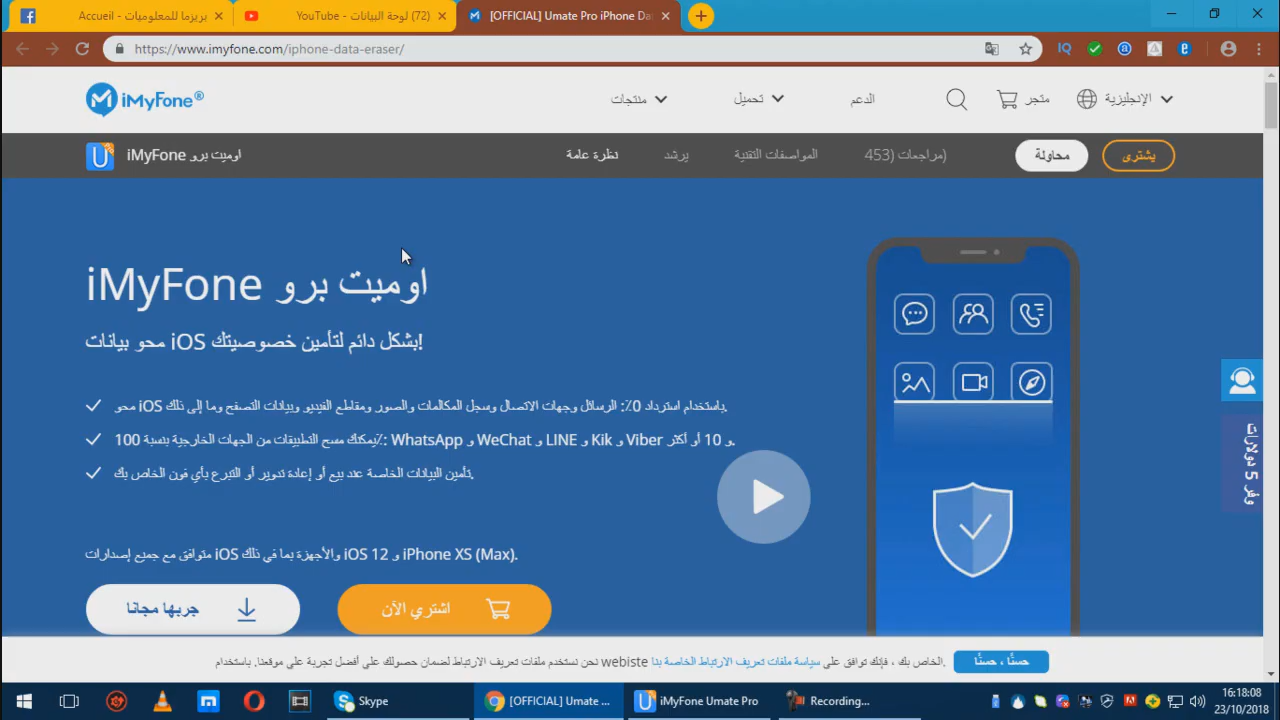 Accueil - بريزما للمعلوميات
YouTube - لوحة البيانات (72)
[OFFICIAL] Umate Pro iPhone Da
https://www.imyfone.com/iphone-data-eraser/
IQ
iMyFone®
منتجات
تحميل
الدعم
متجر
الإنجليزية
iMyFone اوميت برو
نظرة عامة
يرشد
المواصفات التقنية
(مراجعات (453
محاولة
يشترى
iMyFone اوميت برو
!بشكل دائم لتأمين خصوصيتك iOS محو بيانات
.باستخدام استرداد 0٪: الرسائل وجهات الاتصال وسجل المكالمات والصور ومقاطع الفيديو وبيانات التصفح وما إلى ذلك iOS محو
.و 10 أو أكثر Viber و Kik و LINE و WeChat و WhatsApp :٪يمكنك مسح التطبيقات من الجهات الخارجية بنسبة 100
.تأمين البيانات الخاصة عند بيع أو إعادة تدوير أو التبرع بأي فون الخاص بك
.iPhone XS (Max) و iOS 12 والأجهزة بما في ذلك iOS متوافق مع جميع إصدارات
جربها مجانا
اشتري الآن
وفر 5 دولارات
.الخاص بك ، فإنك توافق على سياسة ملفات تعريف الارتباط الخاصة بنا webiste نحن نستخدم ملفات تعريف الارتباط لضمان حصولك على أفضل تجربة على موقعنا. باستخدام
حسنًا ، حسنًا
Skype
[OFFICIAL] Umate ...
iMyFone Umate Pro
Recording...
16:18:08
23/10/2018